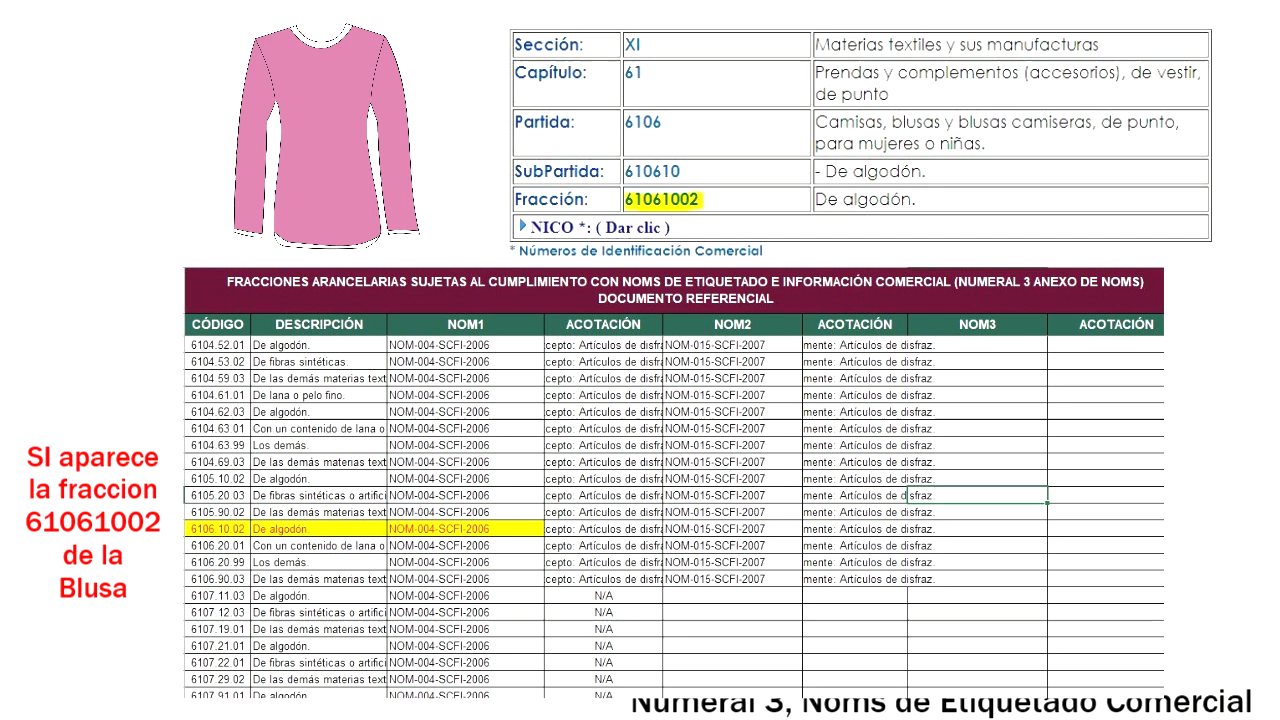 Sección: XI Materias textiles y sus manufacturas
Capítulo: 61 Prendas y complementos (accesorios), de vestir,
de punto
Partida: 6106 Camisas, blusas y blusas camiseras, de punto,
para mujeres o niñas.
SubPartida: 610610 - De algodón.
Fracción: 61061002 De algodón.
NICO *: ( Dar clic )
* Números de Identificación Comercial
FRACCIONES ARANCELARIAS SUJETAS AL CUMPLIMIENTO CON NOMS DE ETIQUETADO E INFORMACIÓN COMERCIAL (NUMERAL 3 ANEXO DE NOMS)
DOCUMENTO REFERENCIAL
CÓDIGO DESCRIPCIÓN NOM1 ACOTACIÓN NOM2 ACOTACIÓN NOM3 ACOTACIÓN
6104.52.01 De algodón. NOM-004-SCFI-2006 cepto: Artículos de disfra NOM-015-SCFI-2007 mente: Artículos de disfraz.
6104.53.02 De fibras sintéticas. NOM-004-SCFI-2006 cepto: Artículos de disfra NOM-015-SCFI-2007 mente: Artículos de disfraz.
6104.59.03 De las demás materias text NOM-004-SCFI-2006 cepto: Artículos de disfra NOM-015-SCFI-2007 mente: Artículos de disfraz.
6104.61.01 De lana o pelo fino. NOM-004-SCFI-2006 cepto: Artículos de disfra NOM-015-SCFI-2007 mente: Artículos de disfraz.
6104.62.03 De algodón. NOM-004-SCFI-2006 cepto: Artículos de disfra NOM-015-SCFI-2007 mente: Artículos de disfraz.
6104.63.01 Con un contenido de lana o NOM-004-SCFI-2006 cepto: Artículos de disfra NOM-015-SCFI-2007 mente: Artículos de disfraz.
6104.63.99 Los demás. NOM-004-SCFI-2006 cepto: Artículos de disfra NOM-015-SCFI-2007 mente: Artículos de disfraz.
6104.69.03 De las demás materias text NOM-004-SCFI-2006 cepto: Artículos de disfra NOM-015-SCFI-2007 mente: Artículos de disfraz.
6105.10.02 De algodón. NOM-004-SCFI-2006 cepto: Artículos de disfra NOM-015-SCFI-2007 mente: Artículos de disfraz.
6105.20.03 De fibras sintéticas o artifici NOM-004-SCFI-2006 cepto: Artículos de disfra NOM-015-SCFI-2007 mente: Artículos de disfraz.
6105.90.02 De las demás materias text NOM-004-SCFI-2006 cepto: Artículos de disfra NOM-015-SCFI-2007 mente: Artículos de disfraz.
6106.10.02 De algodón. NOM-004-SCFI-2006 cepto: Artículos de disfra NOM-015-SCFI-2007 mente: Artículos de disfraz.
6106.20.01 Con un contenido de lana o NOM-004-SCFI-2006 cepto: Artículos de disfra NOM-015-SCFI-2007 mente: Artículos de disfraz.
6106.20.99 Los demás. NOM-004-SCFI-2006 cepto: Artículos de disfra NOM-015-SCFI-2007 mente: Artículos de disfraz.
6106.90.03 De las demás materias text NOM-004-SCFI-2006 cepto: Artículos de disfra NOM-015-SCFI-2007 mente: Artículos de disfraz.
6107.11.03 De algodón. NOM-004-SCFI-2006 N/A
6107.12.03 De fibras sintéticas o artifici NOM-004-SCFI-2006 N/A
6107.19.01 De las demás materias text NOM-004-SCFI-2006 N/A
6107.21.01 De algodón. NOM-004-SCFI-2006 N/A
6107.22.01 De fibras sintéticas o artifici NOM-004-SCFI-2006 N/A
6107.29.02 De las demás materias text NOM-004-SCFI-2006 N/A
6107.91.01 De algodón. NOM-004-SCFI-2006 N/A
SI aparece
la fraccion
61061002
de la
Blusa
Numeral 3, Noms de Etiquetado Comercial